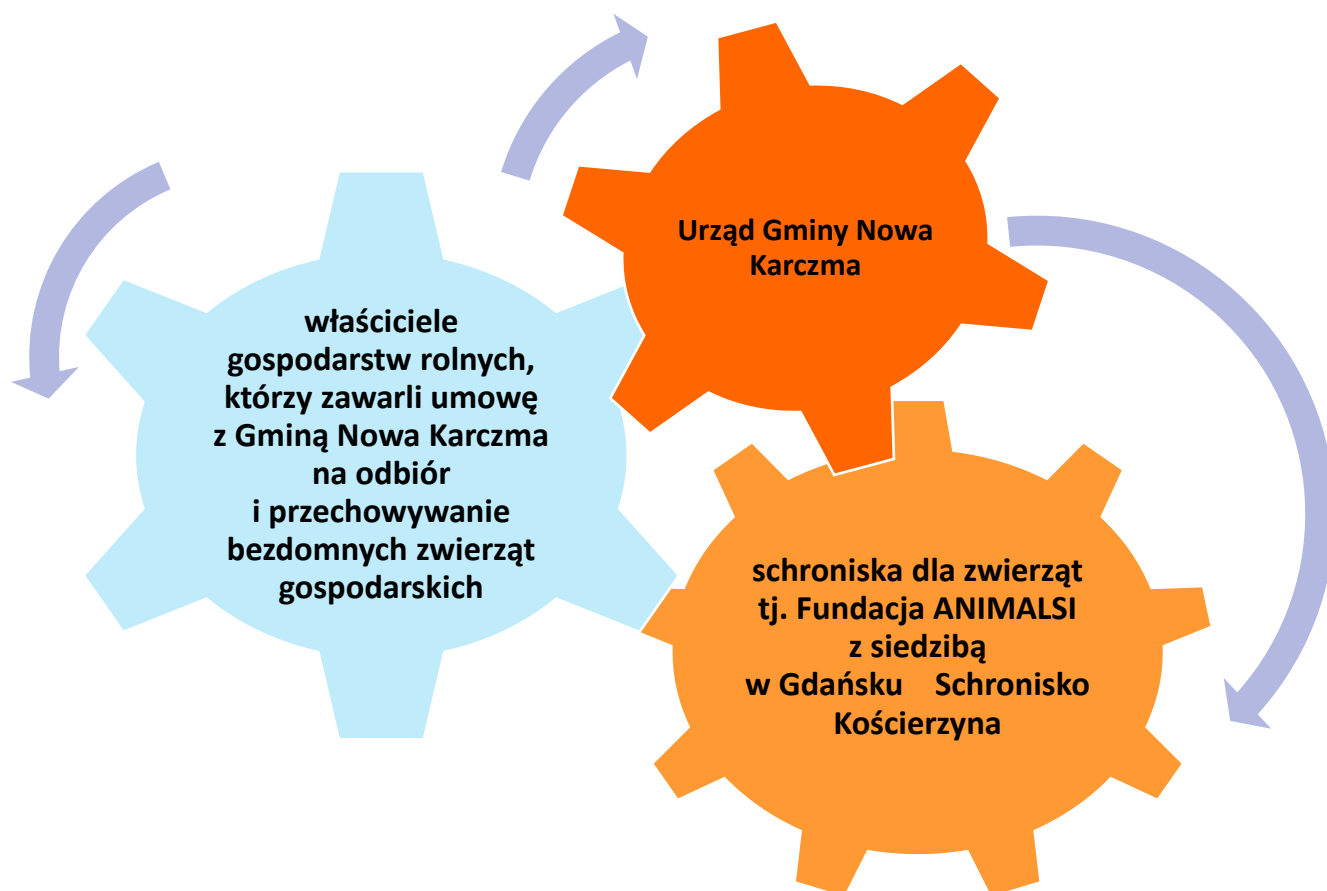 Urząd Gminy Nowa
Karczma
właściciele
gospodarstw rolnych,
którzy zawarli umowę
z Gminą Nowa Karczma
na odbiór
i przechowywanie
bezdomnych zwierząt
gospodarskich
schroniska dla zwierząt
tj. Fundacja ANIMALSI
z siedzibą
w Gdańsku Schronisko
Kościerzyna